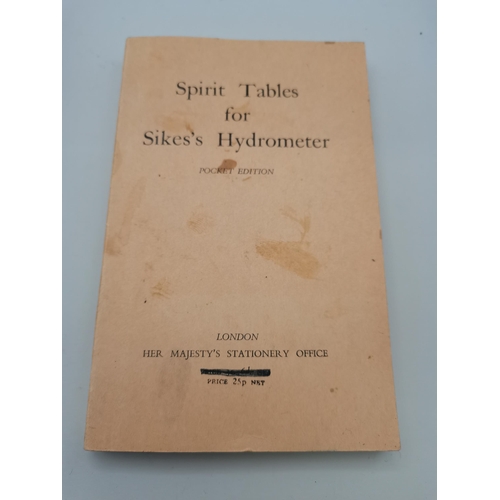 Spirit Tables
for
Sikes's Hydrometer
POCKET EDITION
LONDON
HER MAJESTY'S STATIONERY OFFICE
PRICE 25p NET